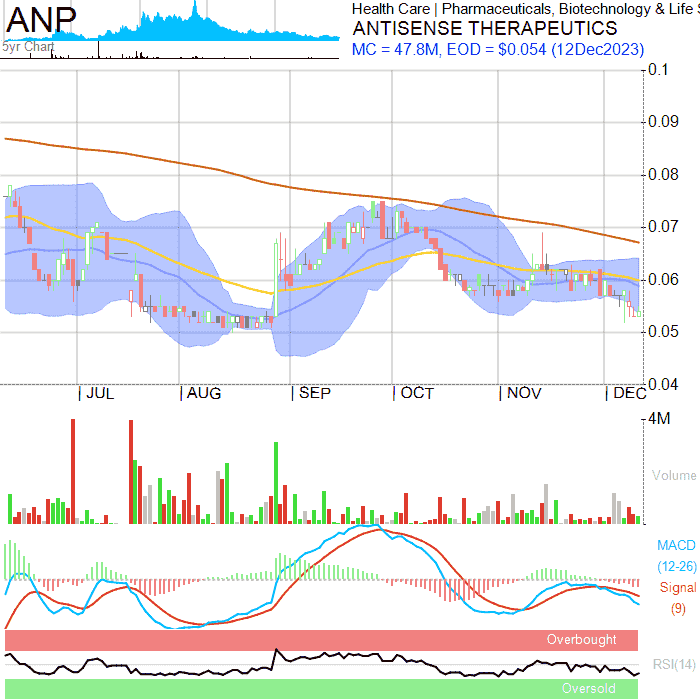 ANP
5yr Chart
Health Care | Pharmaceuticals, Biotechnology & Life S
ANTISENSE THERAPEUTICS
MC = 47.8M, EOD = $0.054 (12Dec2023)
0.1
0.09
0.08
0.07
0.06
0.05
0.04
| JUL | AUG | SEP | OCT | NOV | DEC
4M
Volume
MACD
(12-26)
Signal
(9)
Overbought
RSI(14)
Oversold